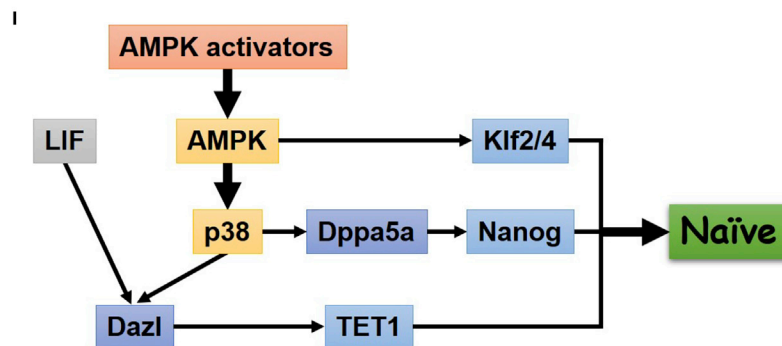 I
AMPK activators
LIF
AMPK
Klf2/4
p38
Dppa5a
Nanog
Naïve
Dazl
TET1